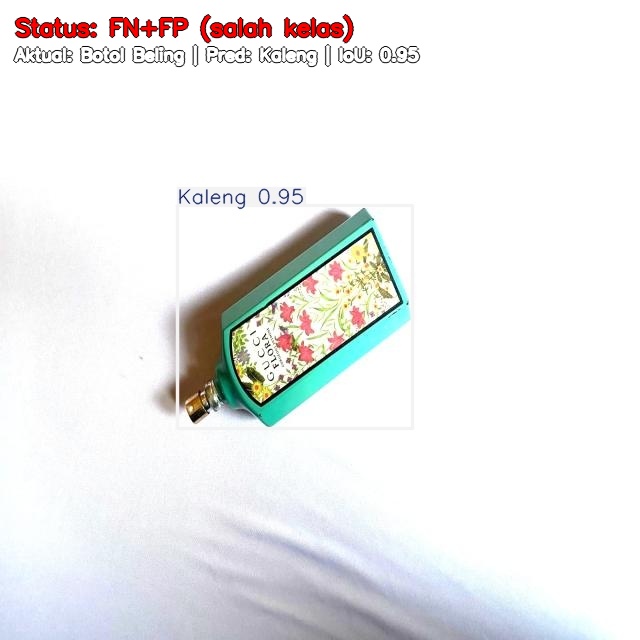 Status: FN+FP (salah kelas)
Aktual: Botol Beling | Pred: Kaleng | IoU: 0.95
Kaleng 0.95
GUCCI
FLORA